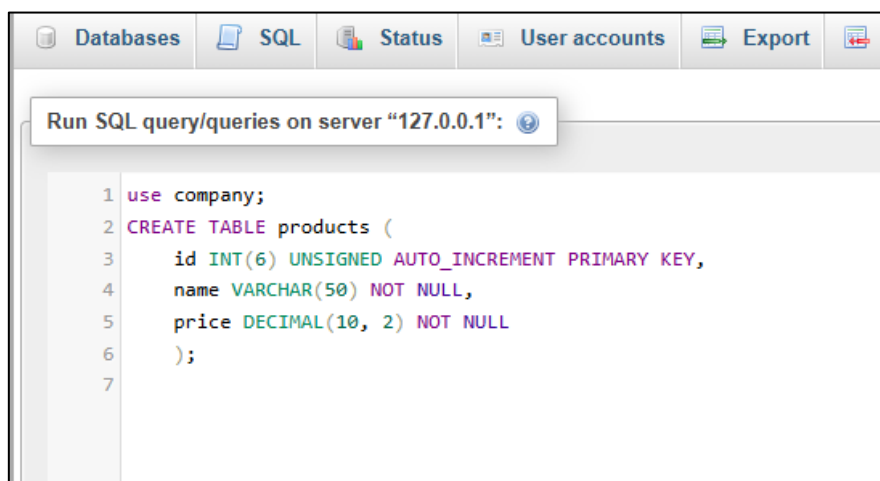 Databases SQL Status User accounts Export
Run SQL query/queries on server “127.0.0.1”:
1 use company;
2 CREATE TABLE products (
3 id INT(6) UNSIGNED AUTO_INCREMENT PRIMARY KEY,
4 name VARCHAR(50) NOT NULL,
5 price DECIMAL(10, 2) NOT NULL
6 );
7